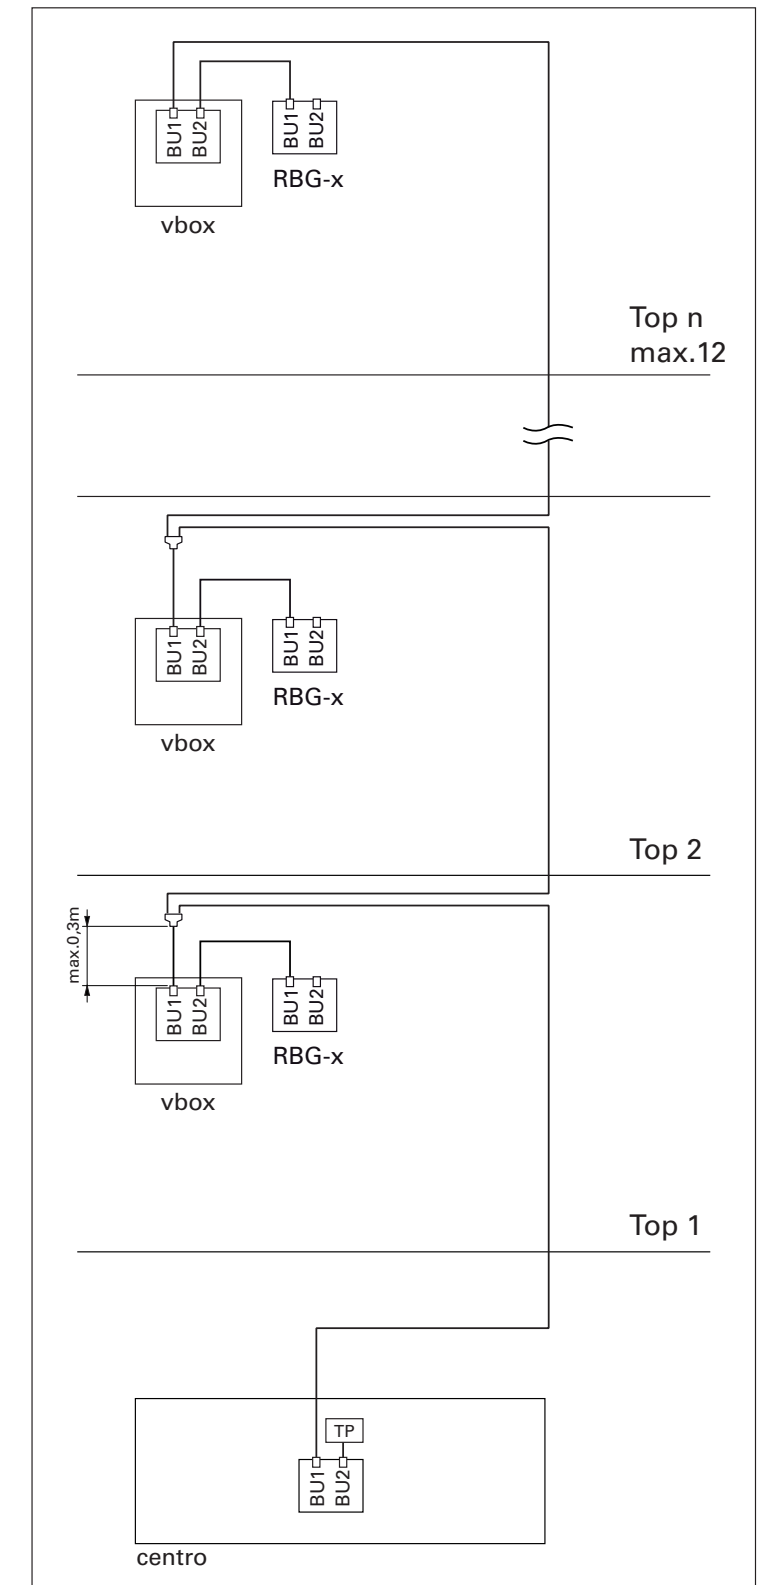 BU1
BU2
BU1
BU2
RBG-x
vbox
Top n
max.12
BU1
BU2
BU1
BU2
RBG-x
vbox
Top 2
max.0,3m
BU1
BU2
BU1
BU2
RBG-x
vbox
Top 1
TP
BU1
BU2
centro